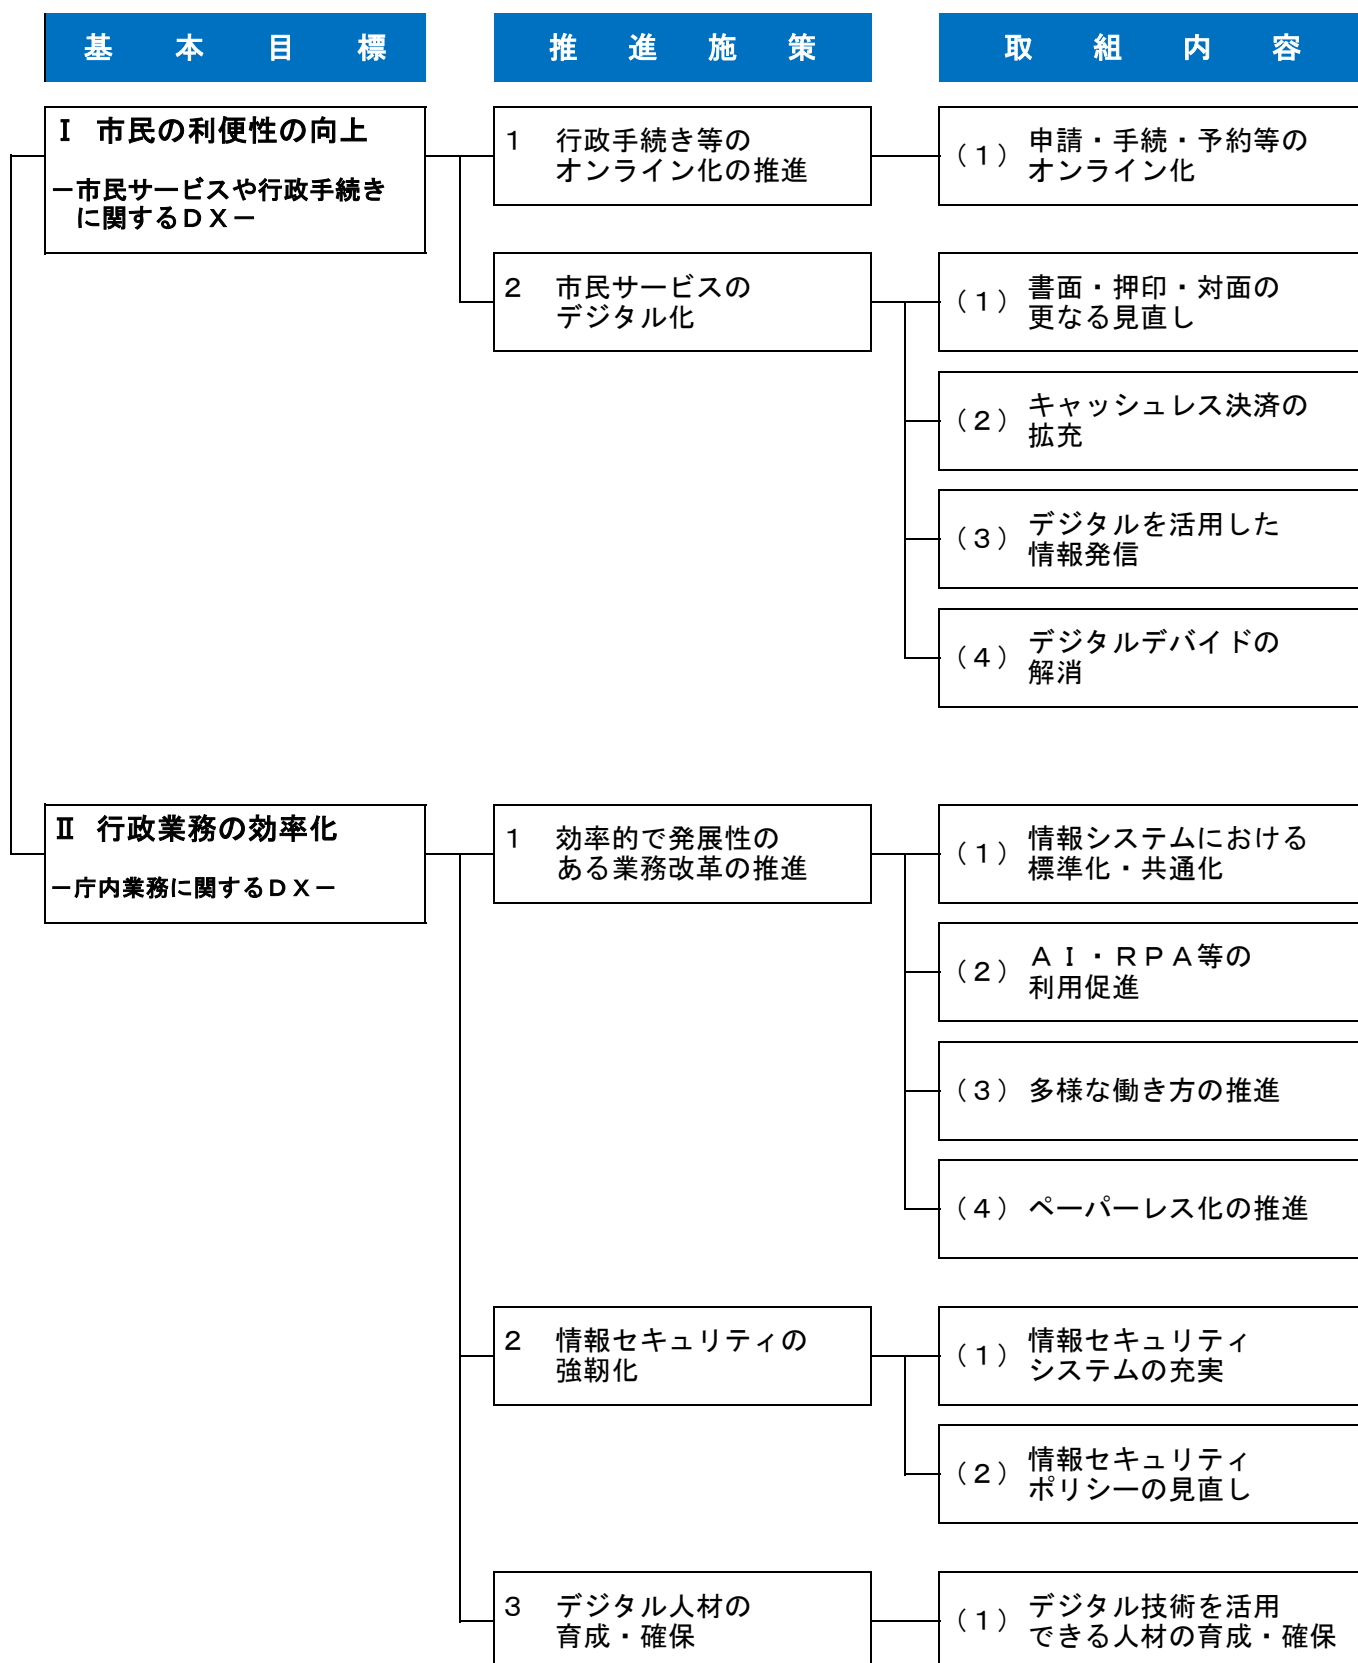 基本目標
推進施策
取組内容
Ⅰ 市民の利便性の向上
－市民サービスや行政手続き
に関するＤＸ－
１ 行政手続き等の
オンライン化の推進
（１） 申請・手続・予約等の
オンライン化
２ 市民サービスの
デジタル化
（１） 書面・押印・対面の
更なる見直し
（２） キャッシュレス決済の
拡充
（３） デジタルを活用した
情報発信
（４） デジタルデバイドの
解消
Ⅱ 行政業務の効率化
－庁内業務に関するＤＸ－
１ 効率的で発展性の
ある業務改革の推進
（１） 情報システムにおける
標準化・共通化
（２） ＡＩ・ＲＰＡ等の
利用促進
（３） 多様な働き方の推進
（４） ペーパーレス化の推進
２ 情報セキュリティの
強靭化
（１） 情報セキュリティ
システムの充実
（２） 情報セキュリティ
ポリシーの見直し
３ デジタル人材の
育成・確保
（１） デジタル技術を活用
できる人材の育成・確保